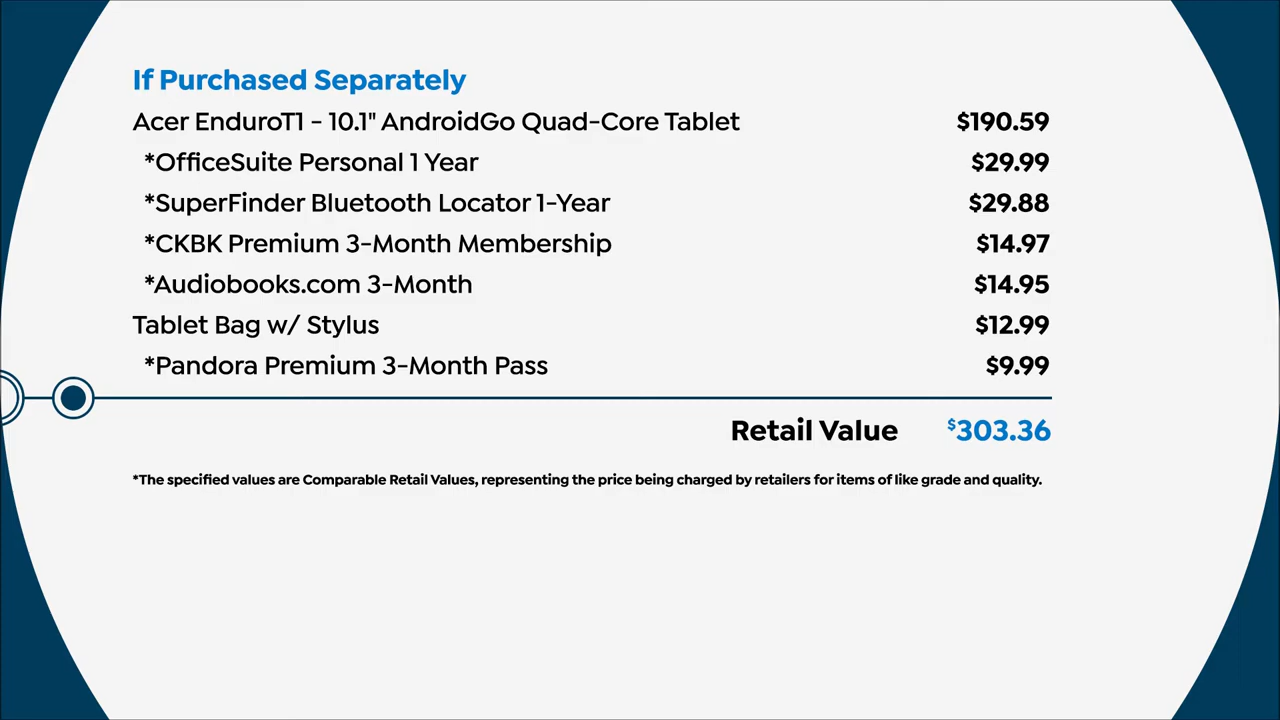 If Purchased Separately
Acer EnduroT1 - 10.1" AndroidGo Quad-Core Tablet $190.59
*OfficeSuite Personal 1 Year $29.99
*SuperFinder Bluetooth Locator 1-Year $29.88
*CKBK Premium 3-Month Membership $14.97
*Audiobooks.com 3-Month $14.95
Tablet Bag w/ Stylus $12.99
*Pandora Premium 3-Month Pass $9.99
Retail Value $303.36
*The specified values are Comparable Retail Values, representing the price being charged by retailers for items of like grade and quality.